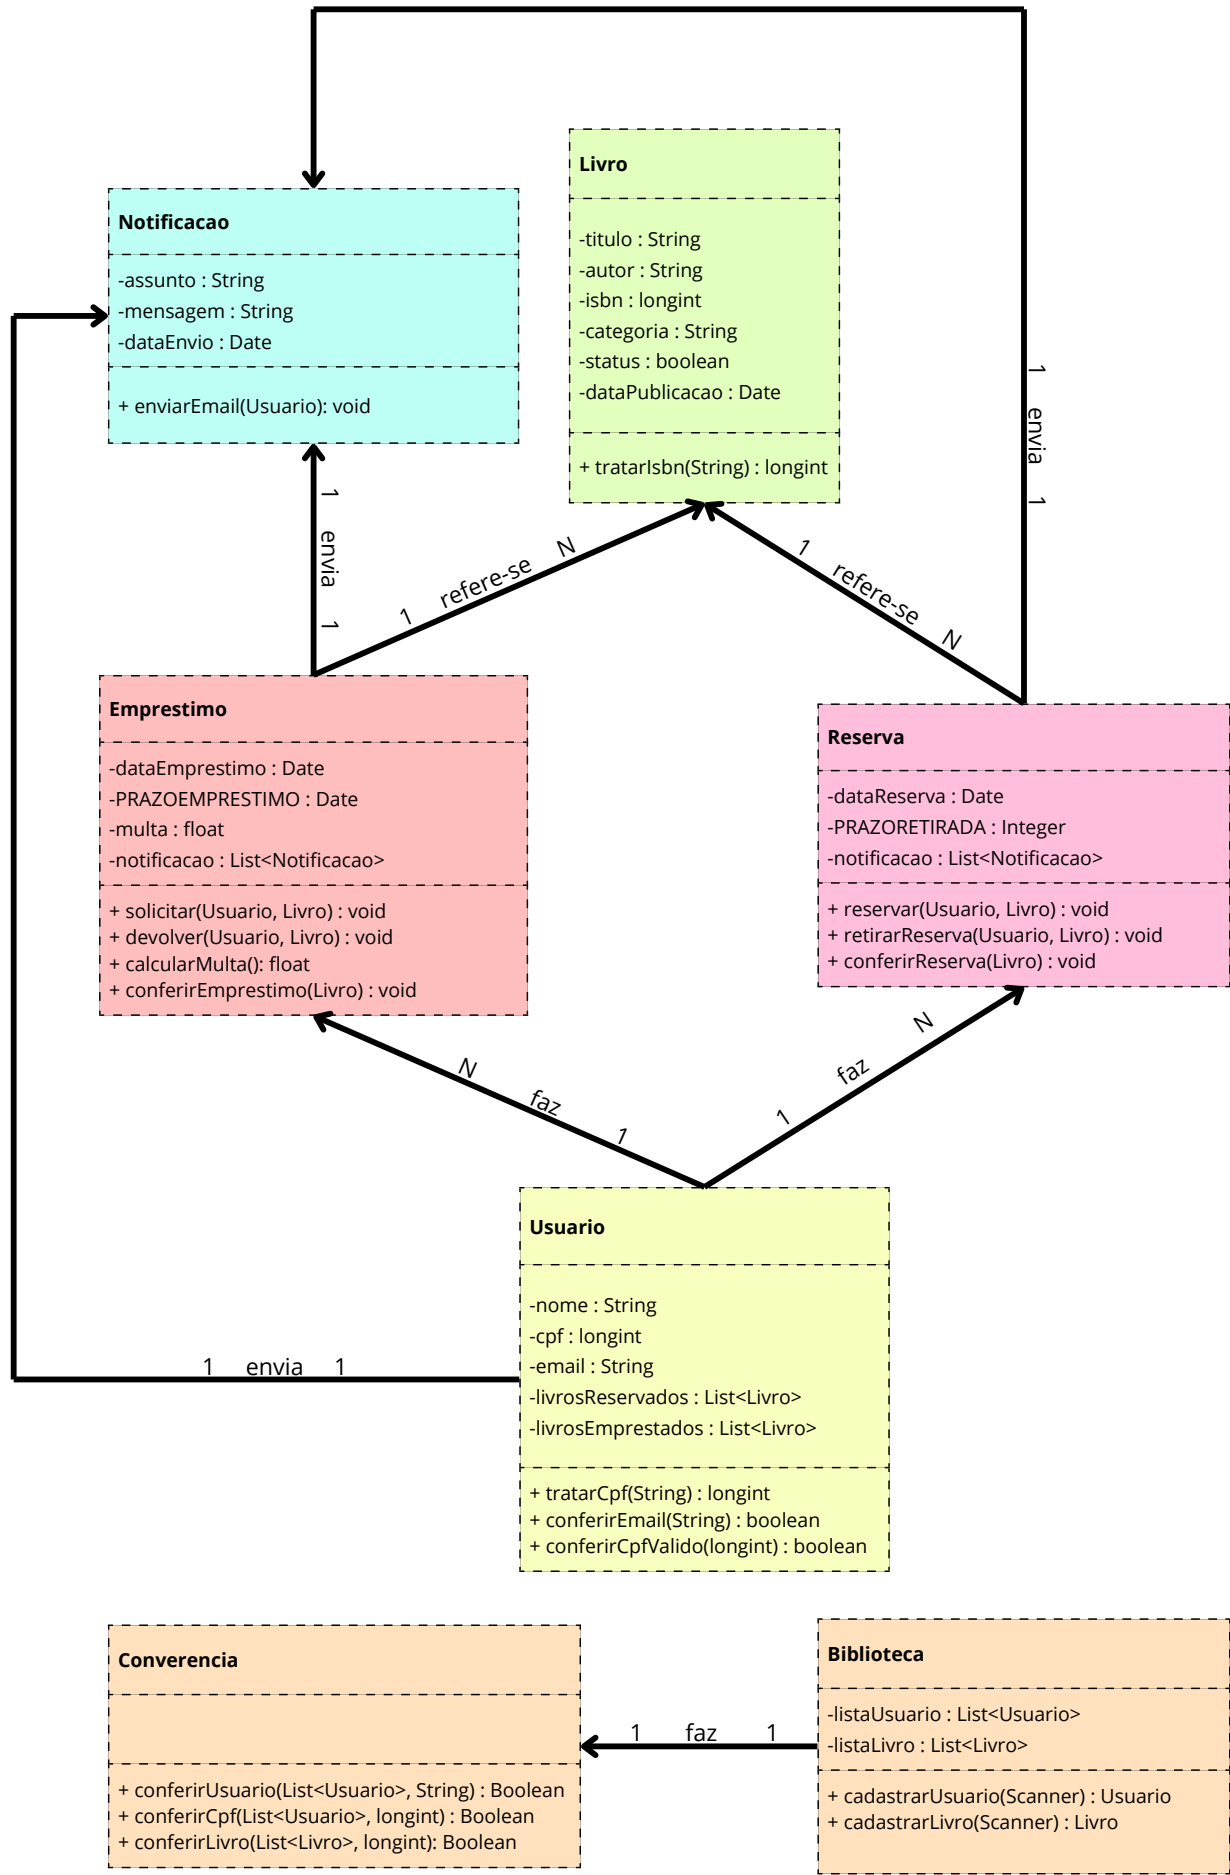 Notificacao
-assunto : String
-mensagem : String
-dataEnvio : Date
+ enviarEmail(Usuario): void
Livro
-titulo : String
-autor : String
-isbn : longint
-categoria : String
-status : boolean
-dataPublicacao : Date
+ tratarIsbn(String) : longint
1 envia 1
1 envia 1
1 refere-se N
1 refere-se N
Emprestimo
-dataEmprestimo : Date
-PRAZOEMPRESTIMO : Date
-multa : float
-notificacao : List<Notificacao>
+ solicitar(Usuario, Livro) : void
+ devolver(Usuario, Livro) : void
+ calcularMulta(): float
+ conferirEmprestimo(Livro) : void
Reserva
-dataReserva : Date
-PRAZORETIRADA : Integer
-notificacao : List<Notificacao>
+ reservar(Usuario, Livro) : void
+ retirarReserva(Usuario, Livro) : void
+ conferirReserva(Livro) : void
N faz 1
1 faz N
Usuario
-nome : String
-cpf : longint
-email : String
-livrosReservados : List<Livro>
-livrosEmprestados : List<Livro>
+ tratarCpf(String) : longint
+ conferirEmail(String) : boolean
+ conferirCpfValido(longint) : boolean
1 envia 1
Converencia
+ conferirUsuario(List<Usuario>, String) : Boolean
+ conferirCpf(List<Usuario>, longint) : Boolean
+ conferirLivro(List<Livro>, longint): Boolean
1 faz 1
Biblioteca
-listaUsuario : List<Usuario>
-listaLivro : List<Livro>
+ cadastrarUsuario(Scanner) : Usuario
+ cadastrarLivro(Scanner) : Livro